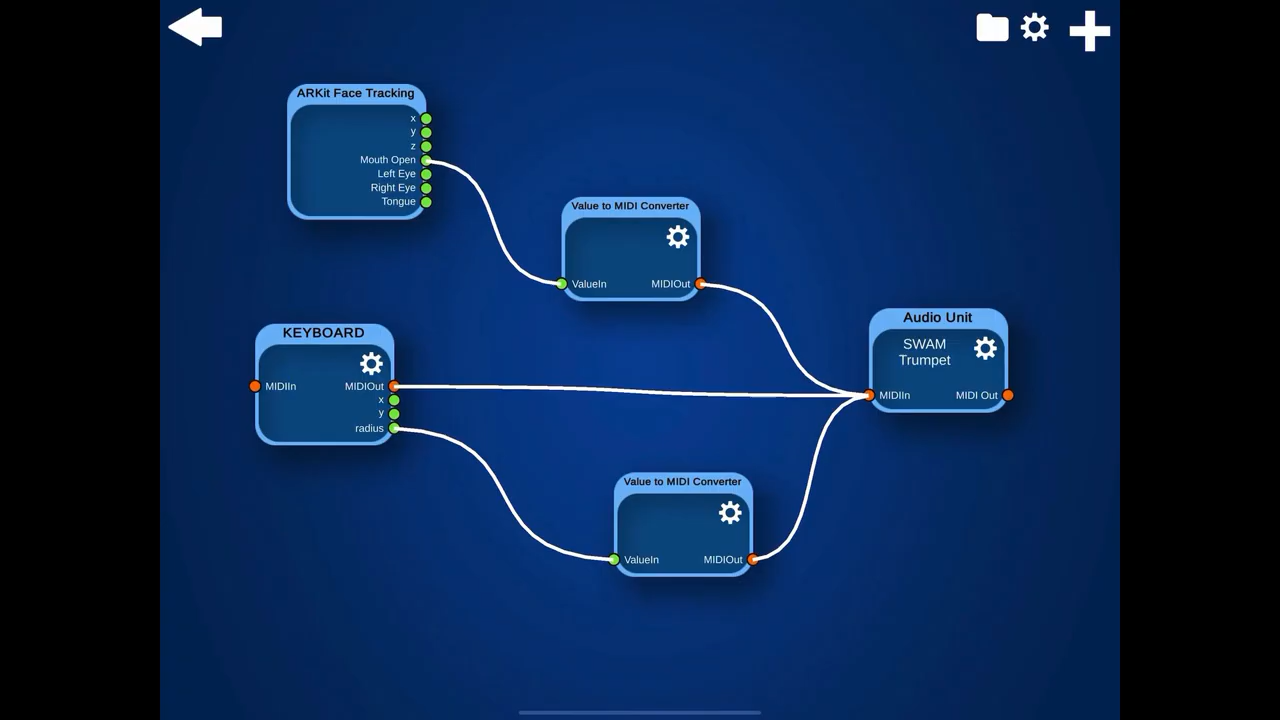 ARKit Face Tracking
x
y
z
Mouth Open
Left Eye
Right Eye
Tongue
Value to MIDI Converter
ValueIn MIDIOut
KEYBOARD
MIDIIn MIDIOut
x
y
radius
Audio Unit
SWAM
Trumpet
MIDIIn MIDI Out
Value to MIDI Converter
ValueIn MIDIOut